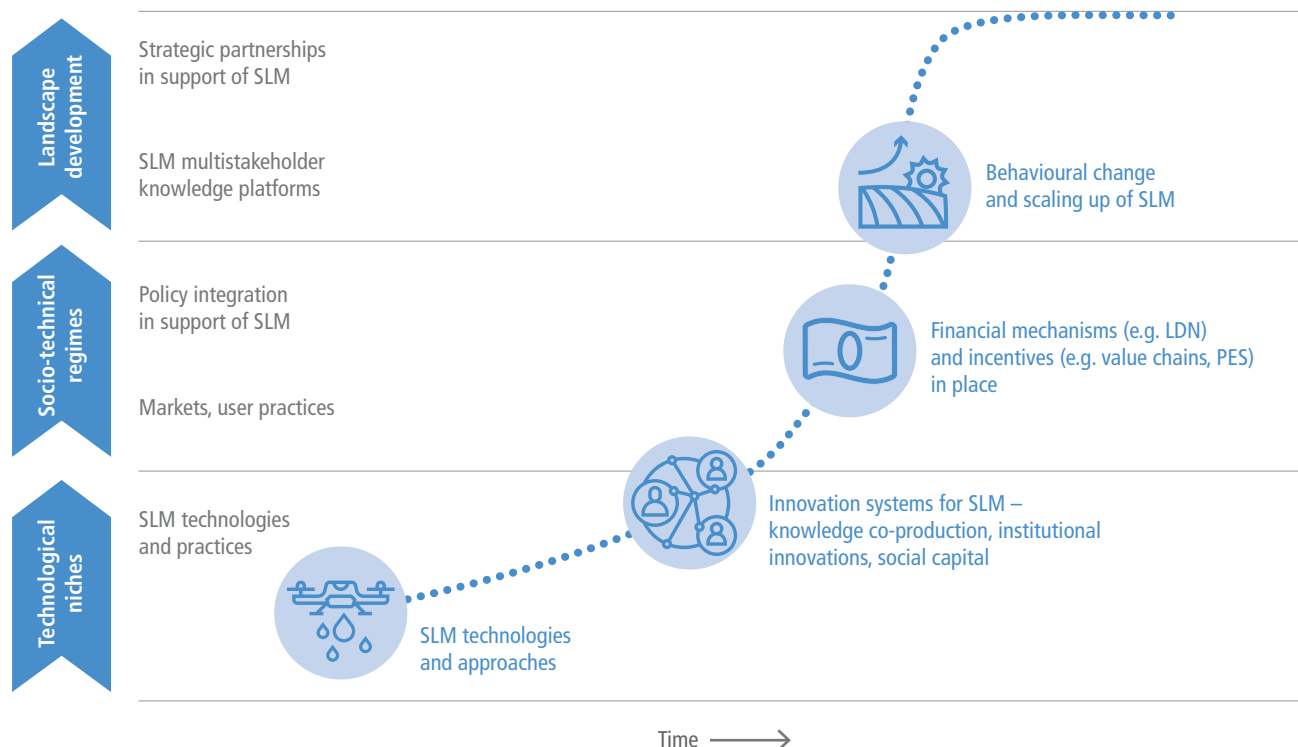 Landscape
development
Strategic partnerships
in support of SLM
SLM multistakeholder
knowledge platforms
Behavioural change
and scaling up of SLM
Socio-technical
regimes
Policy integration
in support of SLM
Markets, user practices
Financial mechanisms (e.g. LDN)
and incentives (e.g. value chains, PES)
in place
Technological
niches
SLM technologies
and practices
Innovation systems for SLM –
knowledge co-production, institutional
innovations, social capital
SLM technologies
and approaches
Time